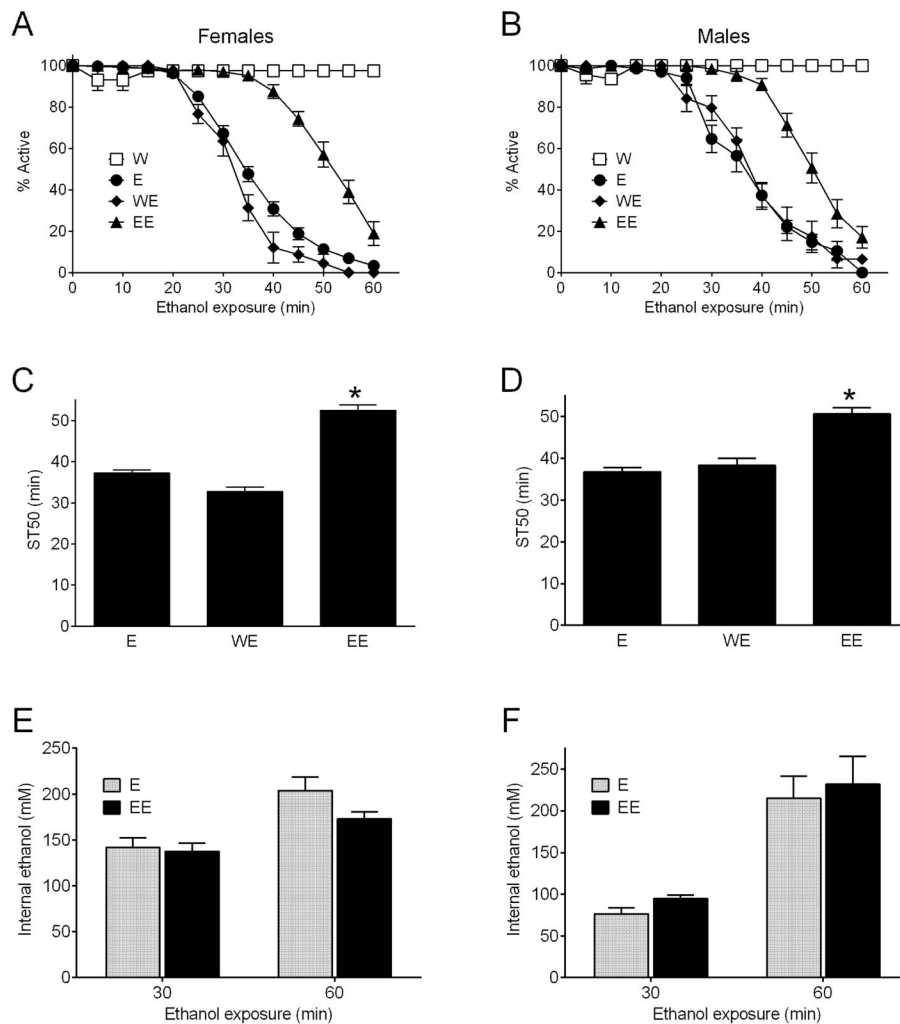 A
Females
100
80
60
40
20
0
% Active
W
E
WE
EE
0 10 20 30 40 50 60
Ethanol exposure (min)
B
Males
100
80
60
40
20
0
% Active
W
E
WE
EE
0 10 20 30 40 50 60
Ethanol exposure (min)
C
50
40
30
20
10
0
ST50 (min)
*
E WE EE
D
50
40
30
20
10
0
ST50 (min)
*
E WE EE
E
250
200
150
100
50
0
Internal ethanol (mM)
E
EE
30 60
Ethanol exposure (min)
F
250
200
150
100
50
0
Internal ethanol (mM)
E
EE
30 60
Ethanol exposure (min)